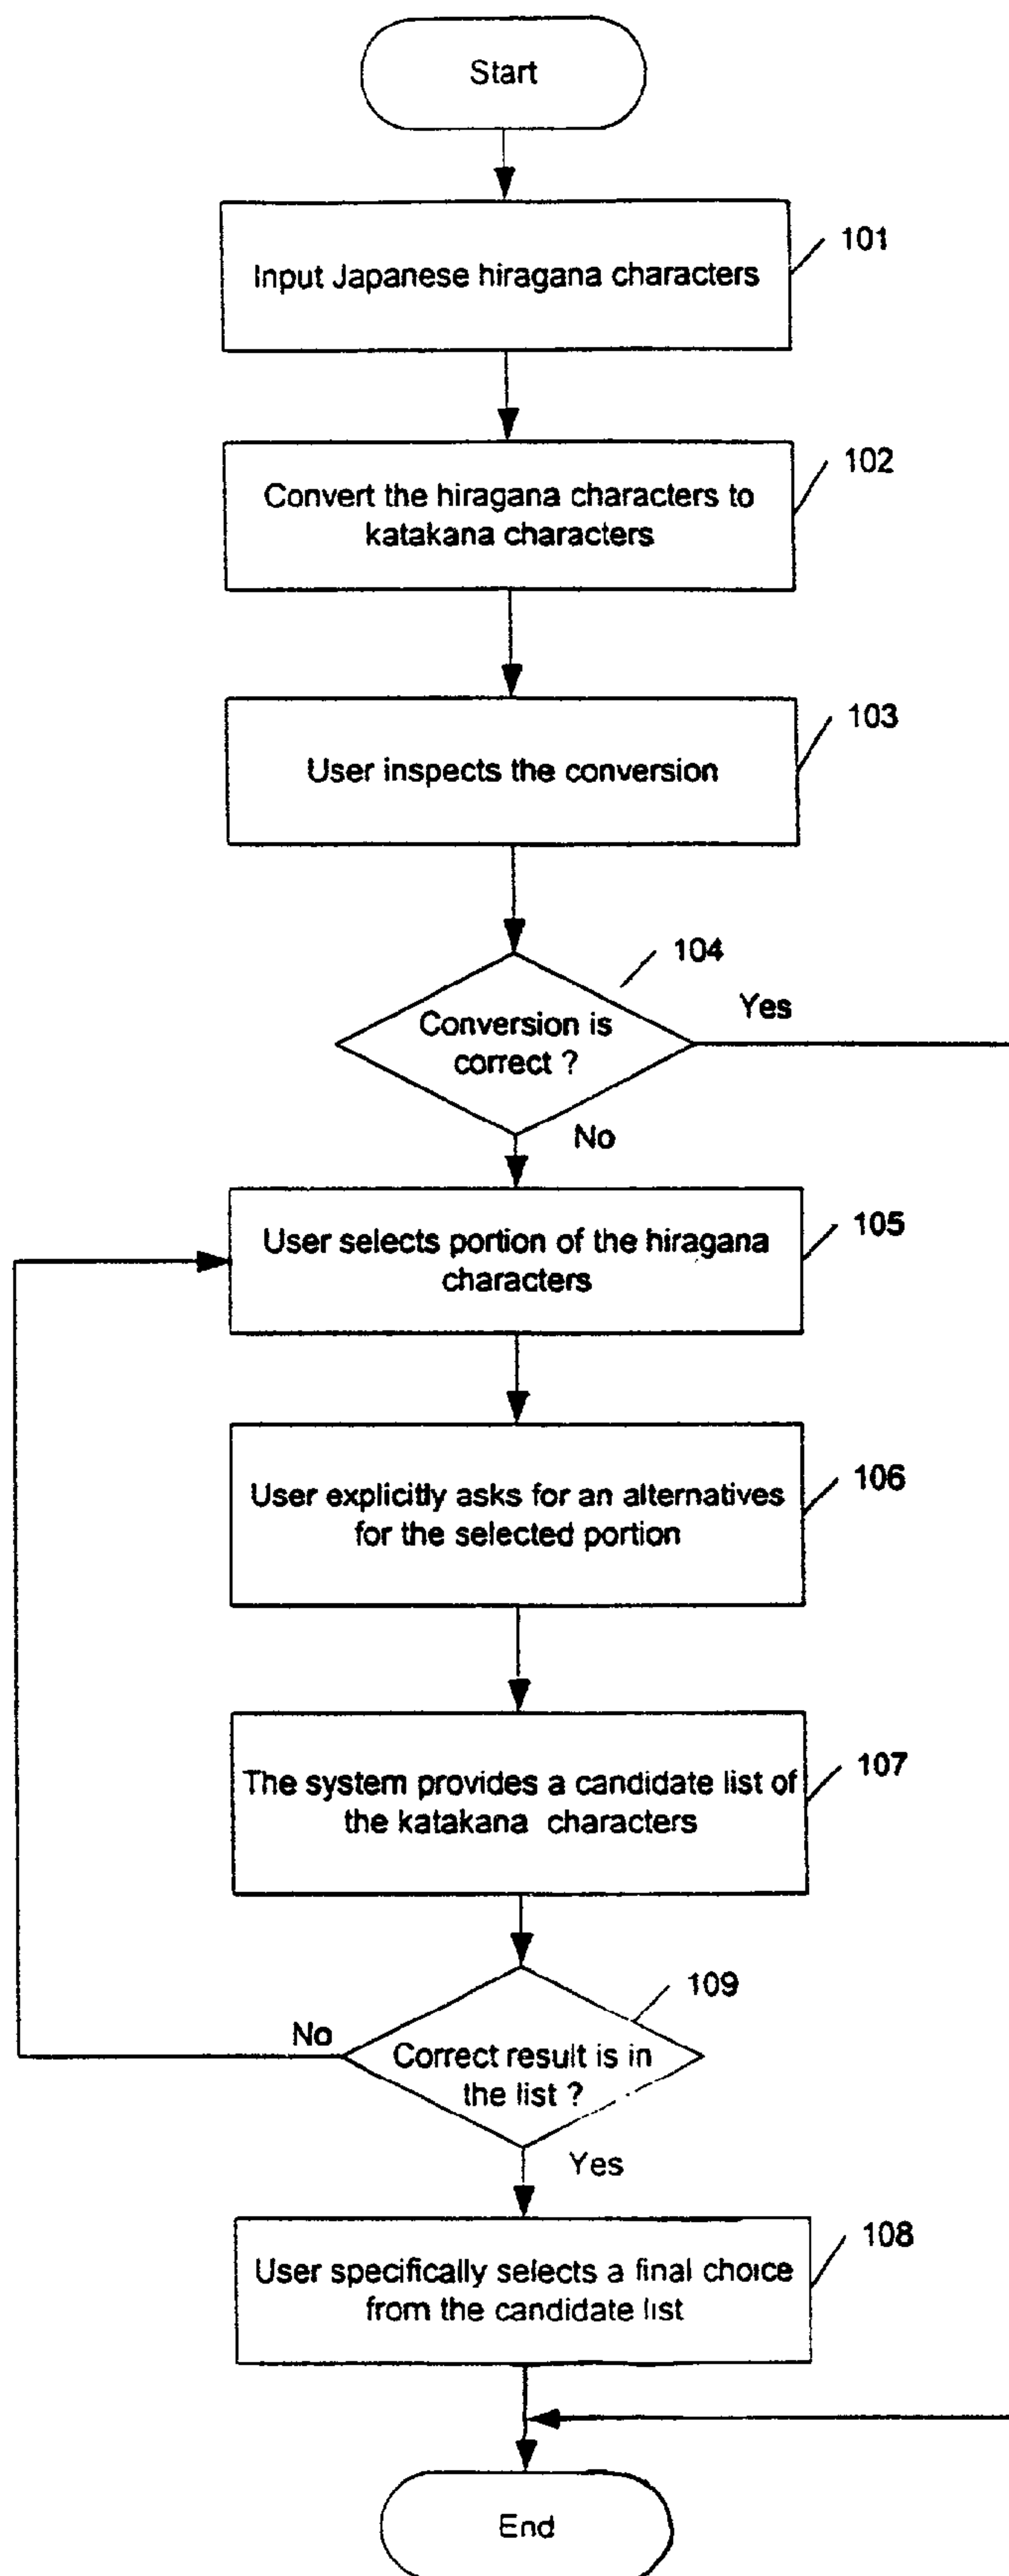 Start
101
Input Japanese hiragana characters
102
Convert the hiragana characters to
katakana characters
103
User inspects the conversion
104
Yes
Conversion is
correct ?
No
105
User selects portion of the hiragana
characters
106
User explicitly asks for an alternatives
for the selected portion
107
The system provides a candidate list of
the katakana characters
109
No
Correct result is in
the list ?
Yes
108
User specifically selects a final choice
from the candidate list
End